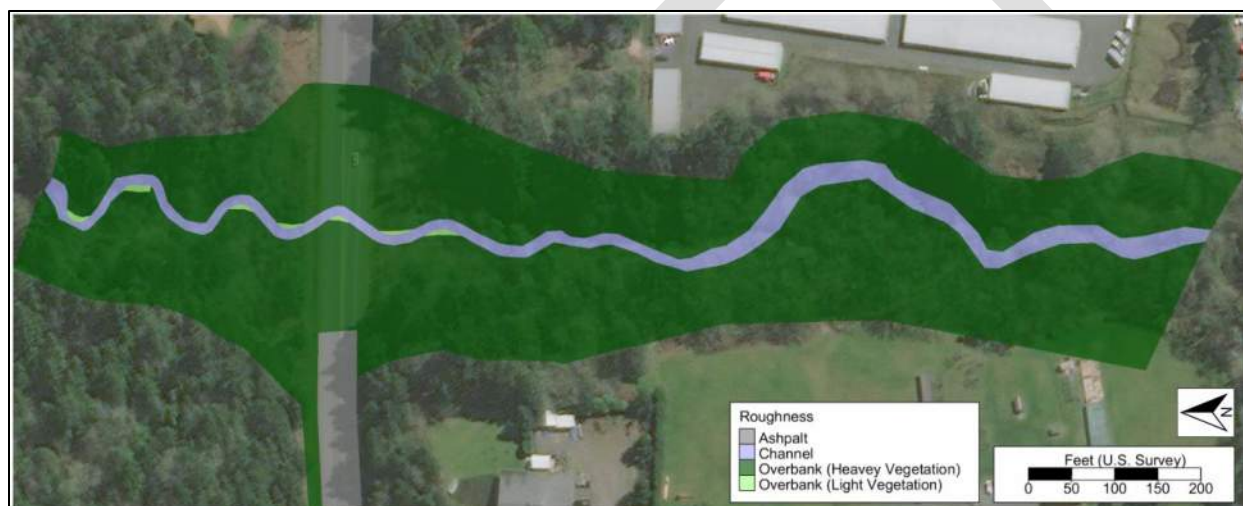 Roughness
Ashpalt
Channel
Overbank (Heavey Vegetation)
Overbank (Light Vegetation)
N
Feet (U.S. Survey)
0 50 100 150 200